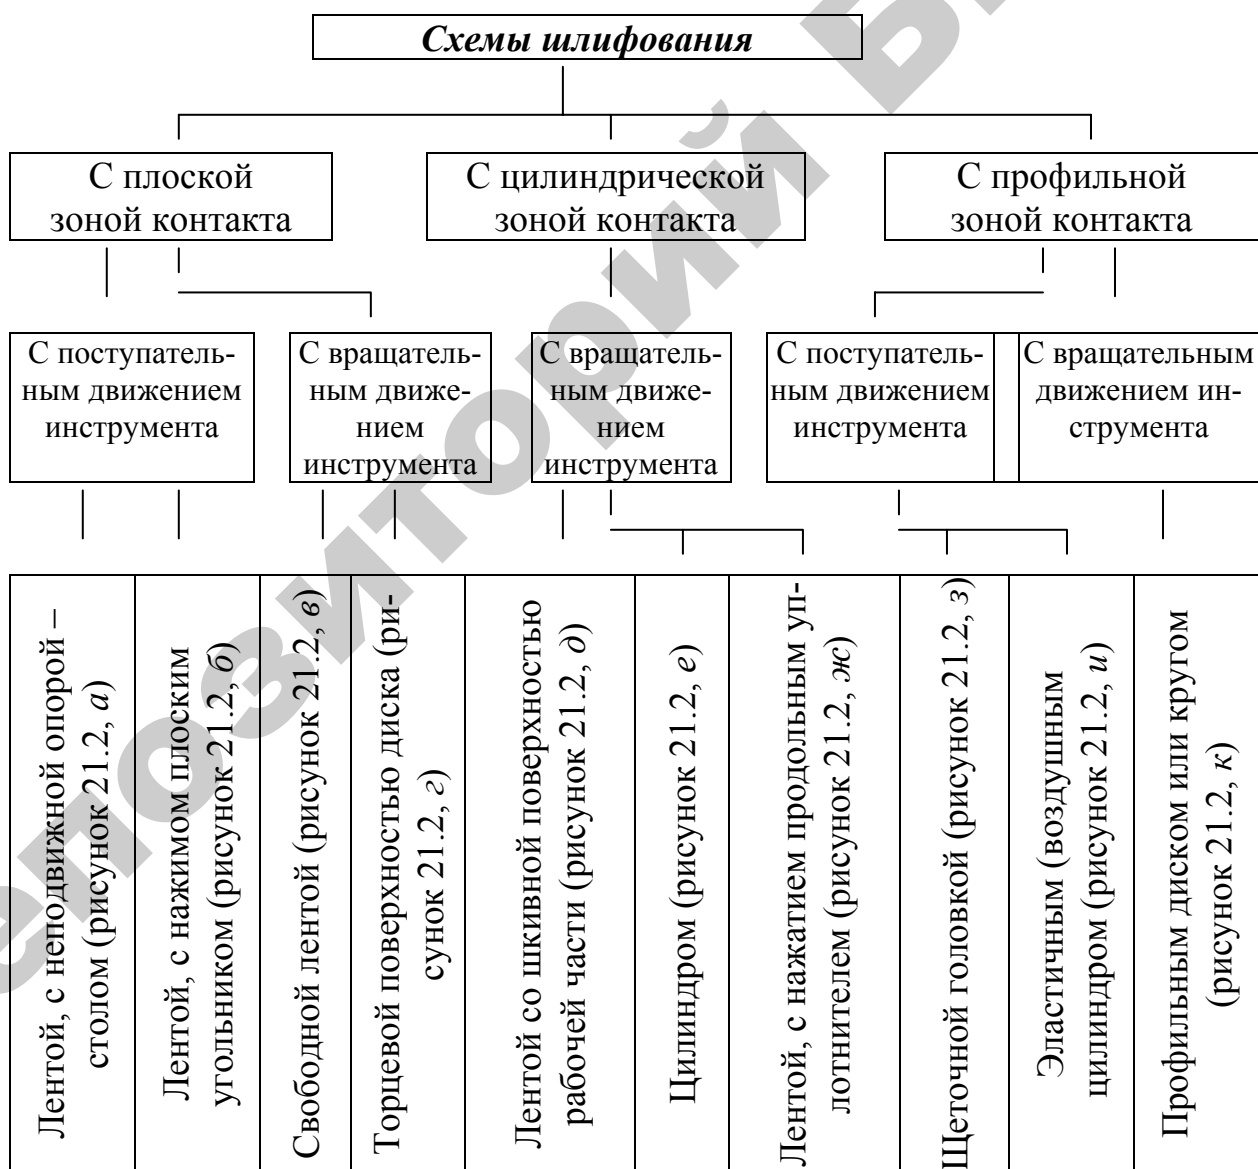 Схемы шлифования
С плоской
зоной контакта
С цилиндрической
зоной контакта
С профильной
зоной контакта
С поступатель-
ным движением
инструмента
С вращатель-
ным движе-
нием
инструмента
С вращатель-
ным движе-
нием
инструмента
С поступатель-
ным движением
инструмента
С вращательным
движением ин-
струмента
Лентой, с неподвижной опорой –
столом (рисунок 21.2, а)
Лентой, с нажимом плоским
угольником (рисунок 21.2, б)
Свободной лентой (рисунок 21.2, в)
Торцевой поверхностью диска (ри-
сунок 21.2, г)
Лентой со шкивной поверхностью
рабочей части (рисунок 21.2, д)
Цилиндром (рисунок 21.2, е)
Лентой, с нажатием продольным уп-
лотнителем (рисунок 21.2, ж)
Щеточной головкой (рисунок 21.2, з)
Эластичным (воздушным
цилиндром (рисунок 21.2, и)
Профильным диском или кругом
(рисунок 21.2, к)